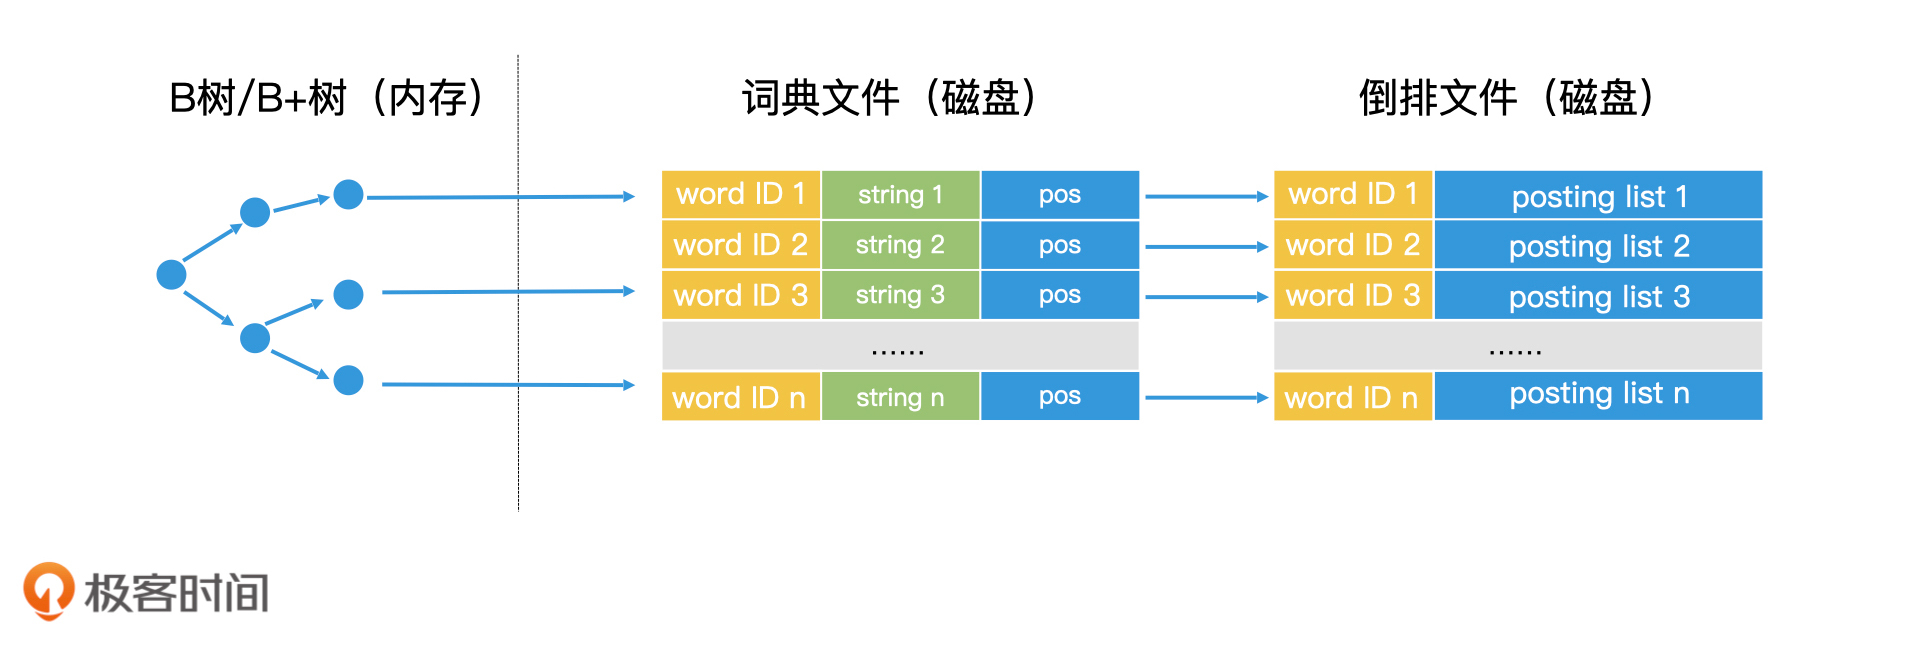 B树/B+树（内存）
词典文件（磁盘）
倒排文件（磁盘）
word ID 1 string 1 pos
word ID 2 string 2 pos
word ID 3 string 3 pos
......
word ID n string n pos
word ID 1 posting list 1
word ID 2 posting list 2
word ID 3 posting list 3
......
word ID n posting list n
极客时间